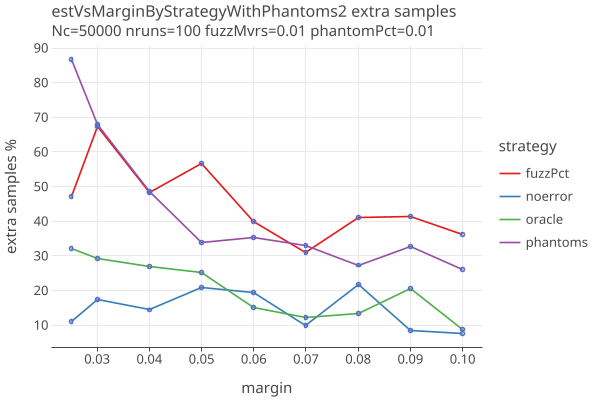 estVsMarginByStrategyWithPhantoms2 extra samples
Nc=50000 nruns=100 fuzzMvrs=0.01 phantomPct=0.01
90
80
70
60
50
40
30
20
10
extra samples %
0.03 0.04 0.05 0.06 0.07 0.08 0.09 0.10
margin
strategy
fuzzPct
noerror
oracle
phantoms